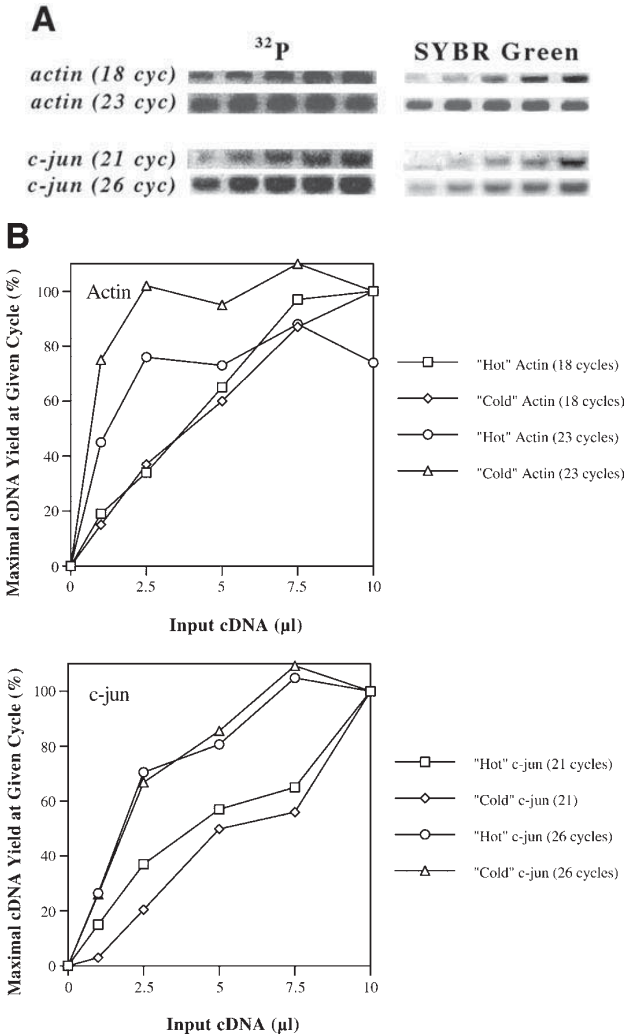 A
32P
SYBR Green
actin (18 cyc)
actin (23 cyc)
c-jun (21 cyc)
c-jun (26 cyc)
B
Maximal cDNA Yield at Given Cycle (%)
Actin
100
80
60
40
20
0
0 2.5 5 7.5 10
Input cDNA (µl)
"Hot" Actin (18 cycles)
"Cold" Actin (18 cycles)
"Hot" Actin (23 cycles)
"Cold" Actin (23 cycles)
Maximal cDNA Yield at Given Cycle (%)
c-jun
100
80
60
40
20
0
0 2.5 5 7.5 10
Input cDNA (µl)
"Hot" c-jun (21 cycles)
"Cold" c-jun (21)
"Hot" c-jun (26 cycles)
"Cold" c-jun (26 cycles)